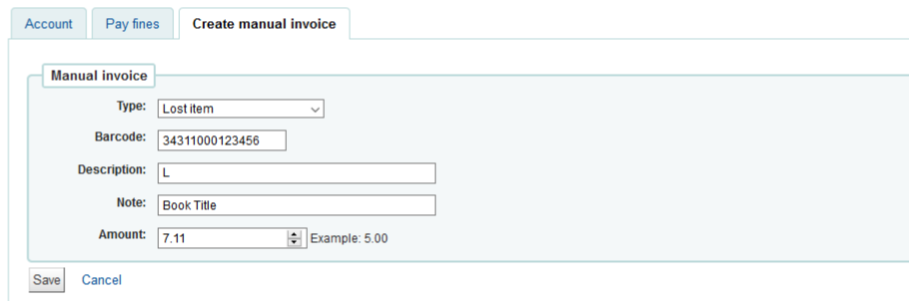 Account Pay fines Create manual invoice
Manual invoice
Type: Lost item
Barcode: 34311000123456
Description: L
Note: Book Title
Amount: 7.11 Example: 5.00
Save Cancel